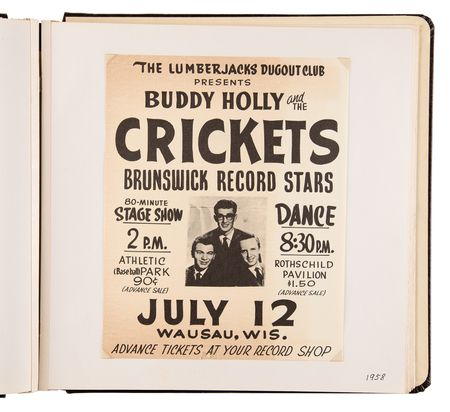 THE LUMBERJACKS DUGOUT CLUB
PRESENTS
BUDDY HOLLY and THE
CRICKETS
BRUNSWICK RECORD STARS
80-MINUTE
STAGE SHOW
2 P.M.
ATHLETIC
(Baseball) PARK
90¢
(ADVANCE SALE)
DANCE
8:30 P.M.
ROTHSCHILD
PAVILION
$1.50
(ADVANCE SALE)
JULY 12
WAUSAU, WIS.
ADVANCE TICKETS AT YOUR RECORD SHOP
1958